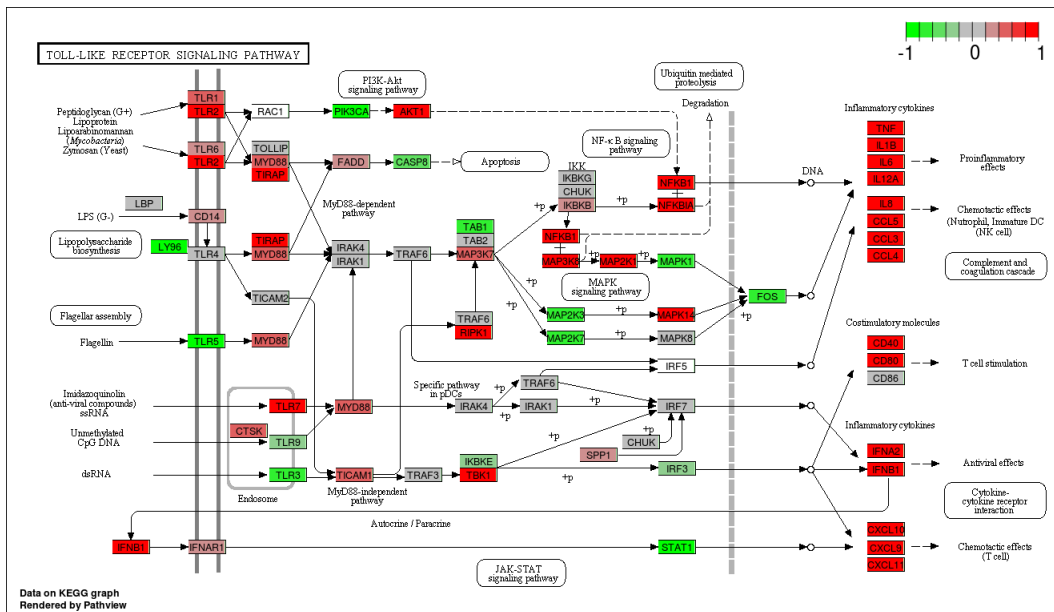 -1 0 1
TOLL-LIKE RECEPTOR SIGNALING PATHWAY
PI3K-Akt
signaling pathway
Ubiquitin mediated
proteolysis
Degradation
Peptidoglycan (G+)
Lipoprotein
Lipoarabinomannan
(Mycobacteria)
Zymosan (Yeast)
TLR1
TLR2
RAC1
PIK3CA
AKT1
TLR6
TLR2
TOLLIP
MYD88
TIRAP
FADD
CASP8
Apoptosis
NF-κB signaling
pathway
IKK
IKBKG
CHUK
IKBKB
NFKB1
NFKBIA
+p
+p
DNA
Inflammatory cytokines
TNF
IL1B
IL6
IL12A
Proinflammatory
effects
IL8
CCL5
CCL3
CCL4
Chemotactic effects
(Nutrophil, Immature DC
(NK cell)
Complement and
coagulation cascade
LBP
LPS (G-)
CD14
MyD88-dependent
pathway
Lipopolysaccharide
biosynthesis
LY96
TLR4
TIRAP
MYD88
IRAK4
IRAK1
TRAF6
TAB1
TAB2
MAP3K7
NFKB1
MAP3K8
+p
MAP2K1
+p
MAPK1
MAPK
signaling pathway
TICAM2
Flagellar assembly
Flagellin
TLR5
MYD88
TRAF6
RIPK1
+p
+p
MAP2K3
MAP2K7
+p
+p
MAPK14
MAPK8
+p
FOS
IRF5
Costimulatory molecules
CD40
CD80
CD86
T cell stimulation
Imidazoquinolin
(anti-viral compounds)
ssRNA
TLR7
MYD88
Specific pathway
in pDCs
IRAK4
+p
+p
TRAF6
IRAK1
+p
+p
IRF7
Unmethylated
CpG DNA
CTSK
TLR9
CHUK
+p
SPP1
Inflammatory cytokines
IFNA2
IFNB1
Antiviral effects
dsRNA
TLR3
TICAM1
TRAF3
IKBKE
TBK1
+p
+p
IRF3
Endosome
MyD88-independent
pathway
Cytokine-
cytokine receptor
interaction
Autocrine / Paracrine
IFNB1
IFNAR1
STAT1
JAK-STAT
signaling pathway
CXCL10
CXCL9
CXCL11
Chemotactic effects
(T cell)
Data on KEGG graph
Rendered by Pathview